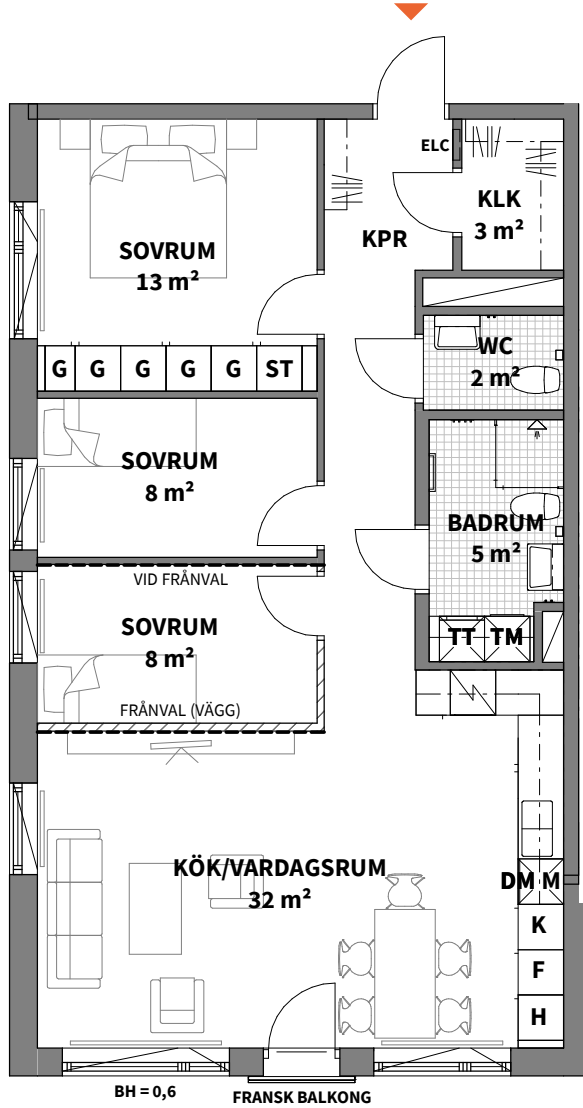 ELC
KLK
3 m²
KPR
SOVRUM
13 m²
G G G G G ST
WC
2 m²
SOVRUM
8 m²
BADRUM
5 m²
VID FRÅNVAL
SOVRUM
8 m²
TT TM
FRÅNVAL (VÄGG)
KÖK/VARDAGSRUM
32 m²
DM M
K
F
H
BH = 0,6
FRANSK BALKONG